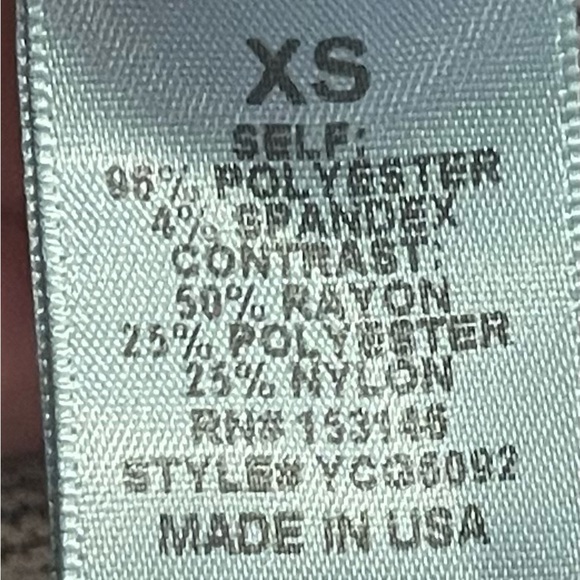 XS
SELF:
96% POLYESTER
4% SPANDEX
CONTRAST:
50% RAYON
25% POLYESTER
25% NYLON
RN# 153146
STYLE# YCG5092
MADE IN USA